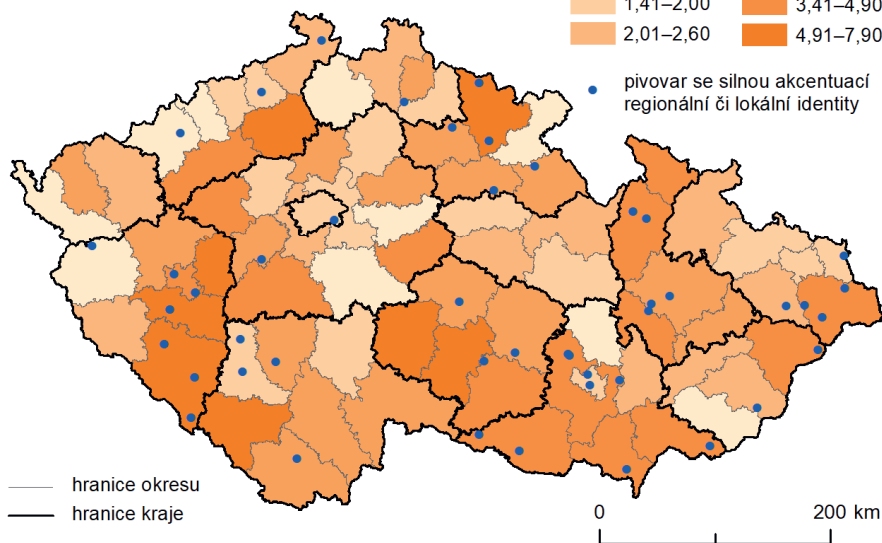 1,41–2,00
3,41–4,90
2,01–2,60
4,91–7,90
pivovar se silnou akcentuací
regionální či lokální identity
hranice okresu
hranice kraje
0
200 km